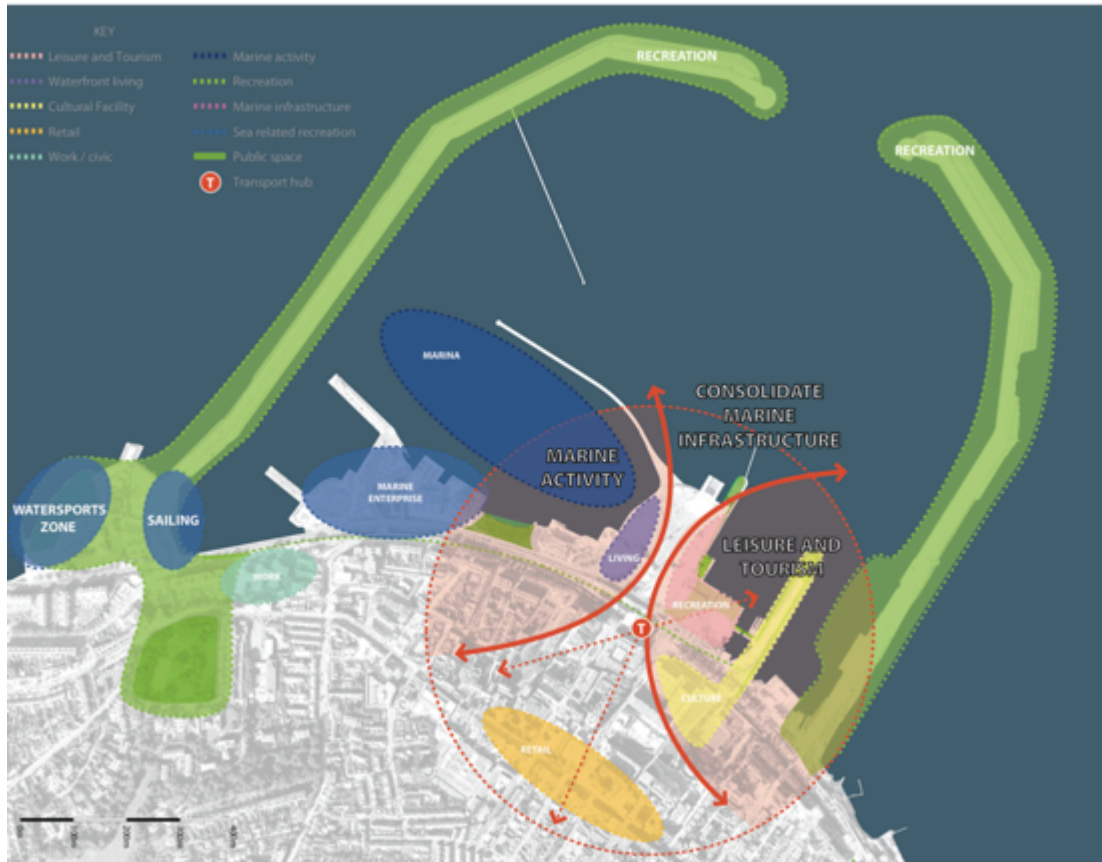 KEY
Leisure and Tourism
Waterfront living
Cultural Facility
Retail
Work / civic
Marine activity
Recreation
Marine infrastructure
Sea related recreation
Public space
T Transport hub
RECREATION
RECREATION
MARINA
CONSOLIDATE
MARINE
INFRASTRUCTURE
MARINE
ACTIVITY
MARINE
ENTERPRISE
WATERSPORTS
ZONE
SAILING
LIVING
LEISURE AND
TOURISM
WORK
RECREATION
T
CULTURE
RETAIL